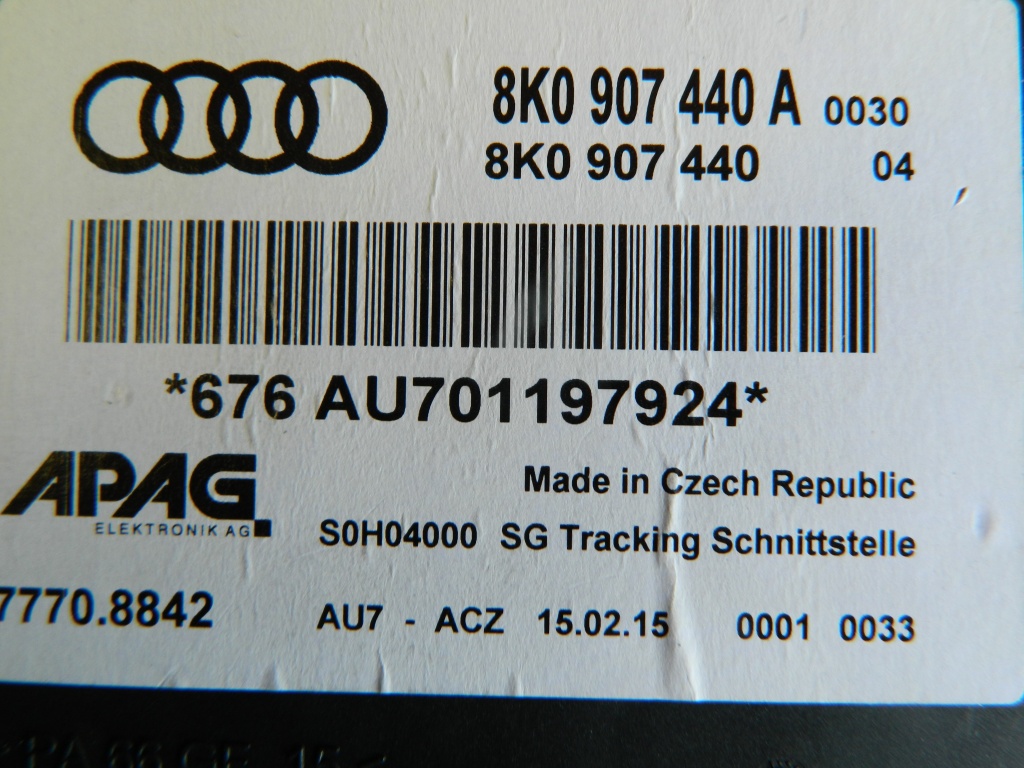 8K0 907 440 A 0030
8K0 907 440 04
*676 AU701197924*
APAG
ELEKTRONIK AG
Made in Czech Republic
S0H04000 SG Tracking Schnittstelle
7770.8842
AU7 - ACZ 15.02.15 0001 0033